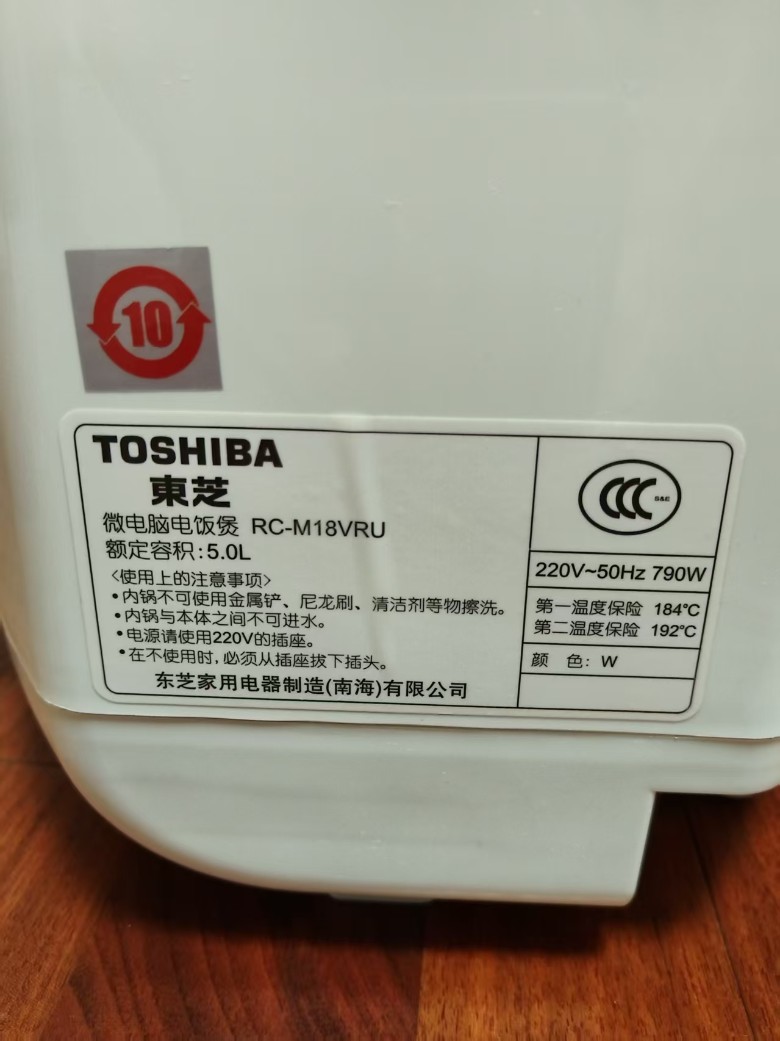 10
TOSHIBA
東芝
微电脑电饭煲 RC-M18VRU
额定容积:5.0L
<使用上的注意事项>
•内锅不可使用金属铲、尼龙刷、清洁剂等物擦洗。
•内锅与本体之间不可进水。
•电源请使用220V的插座。
•在不使用时,必须从插座拔下插头。
东芝家用电器制造(南海)有限公司
CCC S&E
220V~50Hz 790W
第一温度保险 184℃
第二温度保险 192℃
颜 色: W